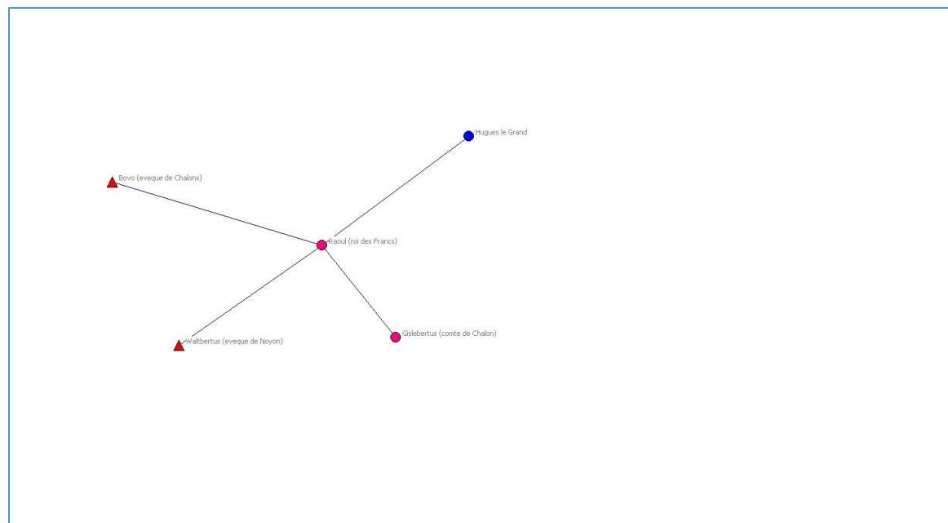 Hugues le Grand
Bovo (eveque de Chalons)
Raoul (roi des Francs)
Gislebertus (comte de Chalon)
Waltbertus (eveque de Noyon)